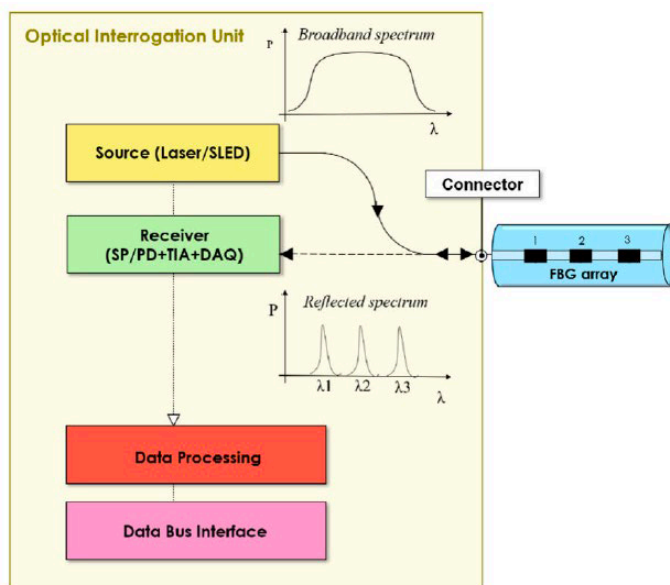 Optical Interrogation Unit
Broadband spectrum
P
λ
Source (Laser/SLED)
Connector
Receiver
(SP/PD+TIA+DAQ)
1 2 3
FBG array
Reflected spectrum
P
λ1 λ2 λ3
λ
Data Processing
Data Bus Interface